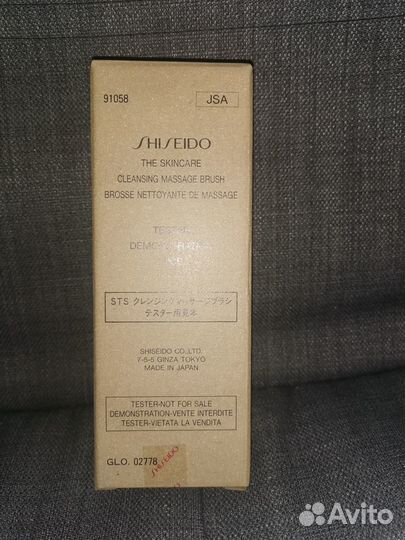 91058
JSA
SHISEIDO
THE SKINCARE
CLEANSING MASSAGE BRUSH
BROSSE NETTOYANTE DE MASSAGE
STS クレンジングマッサージブラシ
テスター用見本
SHISEIDO CO.,LTD.
7-5-5 GINZA TOKYO
MADE IN JAPAN
TESTER-NOT FOR SALE
DEMONSTRATION-VENTE INTERDITE
TESTER-VIETATA LA VENDITA
GLO. 02778
SHISEIDO
Avito